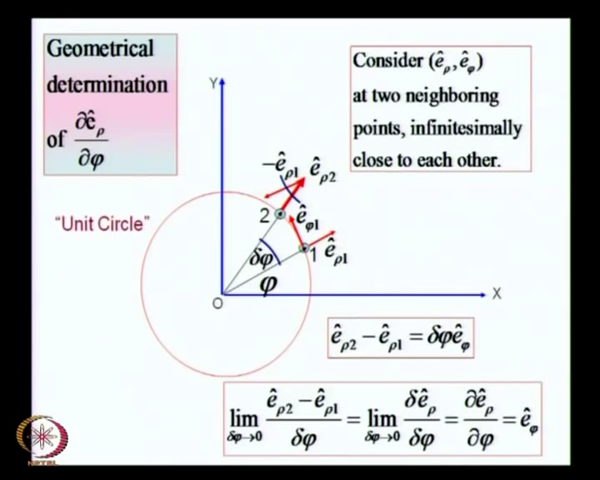 Geometrical
determination
of ∂ê_ρ/∂φ
"Unit Circle"
Consider (ê_ρ, ê_φ)
at two neighboring
points, infinitesimally
close to each other.
Y
−ê_ρ1 ê_ρ2
2 ê_φ1
1 ê_ρ1
δφ
φ
O
X
ê_ρ2 − ê_ρ1 = δφê_φ
lim_{δφ→0} (ê_ρ2 − ê_ρ1)/δφ = lim_{δφ→0} δê_ρ/δφ = ∂ê_ρ/∂φ = ê_φ
NPTEL